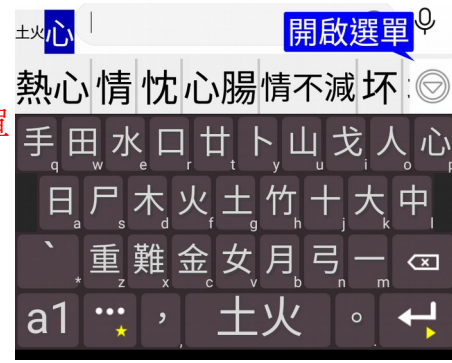 土火心 開啟選單
熱心 情 忱 心腸 情不減 坏
手 田 水 口 廿 卜 山 戈 人 心
q w e r t y u i o p
日 尸 木 火 土 竹 十 大 中
a s d f g h j k l
` 重 難 金 女 月 弓 一
* z x c v b n m
a1 ... , 土火 。